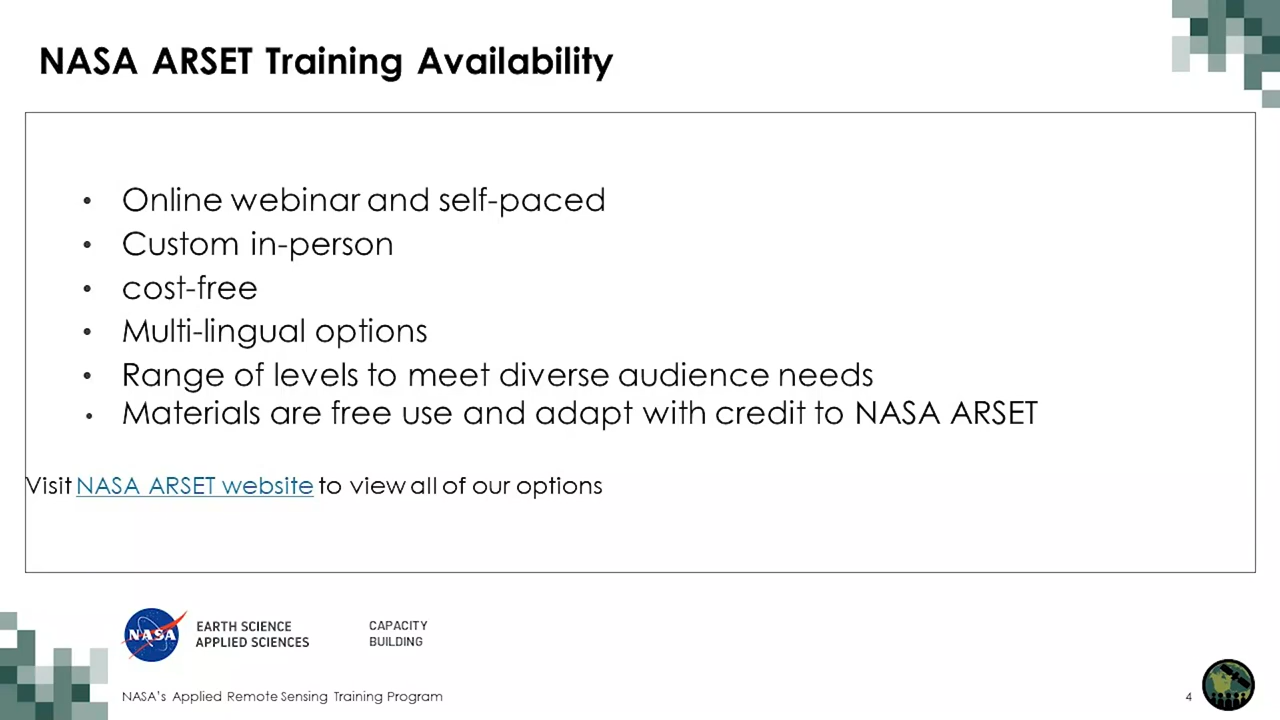 NASA ARSET Training Availability
• Online webinar and self-paced
• Custom in-person
• cost-free
• Multi-lingual options
• Range of levels to meet diverse audience needs
• Materials are free use and adapt with credit to NASA ARSET
Visit NASA ARSET website to view all of our options
NASA
EARTH SCIENCE
APPLIED SCIENCES
CAPACITY
BUILDING
NASA's Applied Remote Sensing Training Program
4